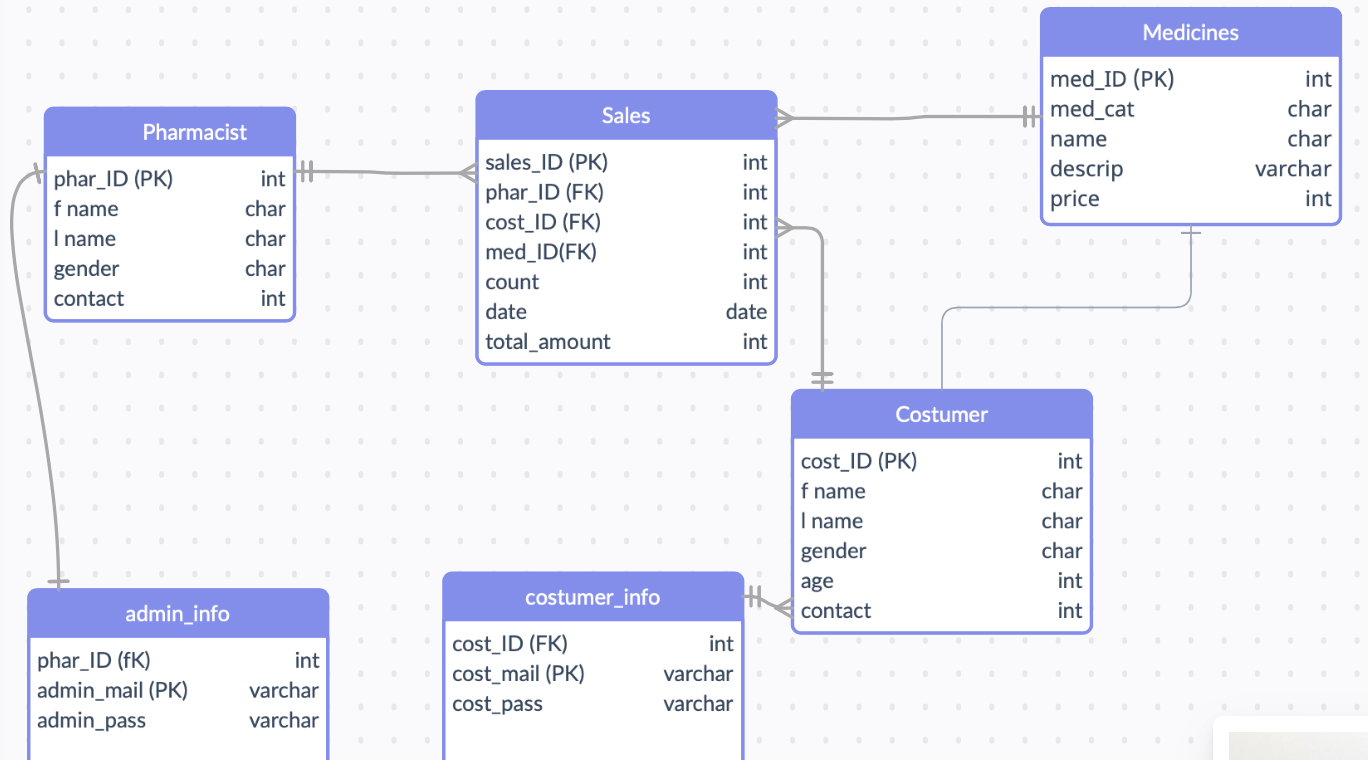 Pharmacist
phar_ID (PK) int
f name char
l name char
gender char
contact int
Sales
sales_ID (PK) int
phar_ID (FK) int
cost_ID (FK) int
med_ID(FK) int
count int
date date
total_amount int
Medicines
med_ID (PK) int
med_cat char
name char
descrip varchar
price int
Costumer
cost_ID (PK) int
f name char
l name char
gender char
age int
contact int
admin_info
phar_ID (fK) int
admin_mail (PK) varchar
admin_pass varchar
costumer_info
cost_ID (FK) int
cost_mail (PK) varchar
cost_pass varchar